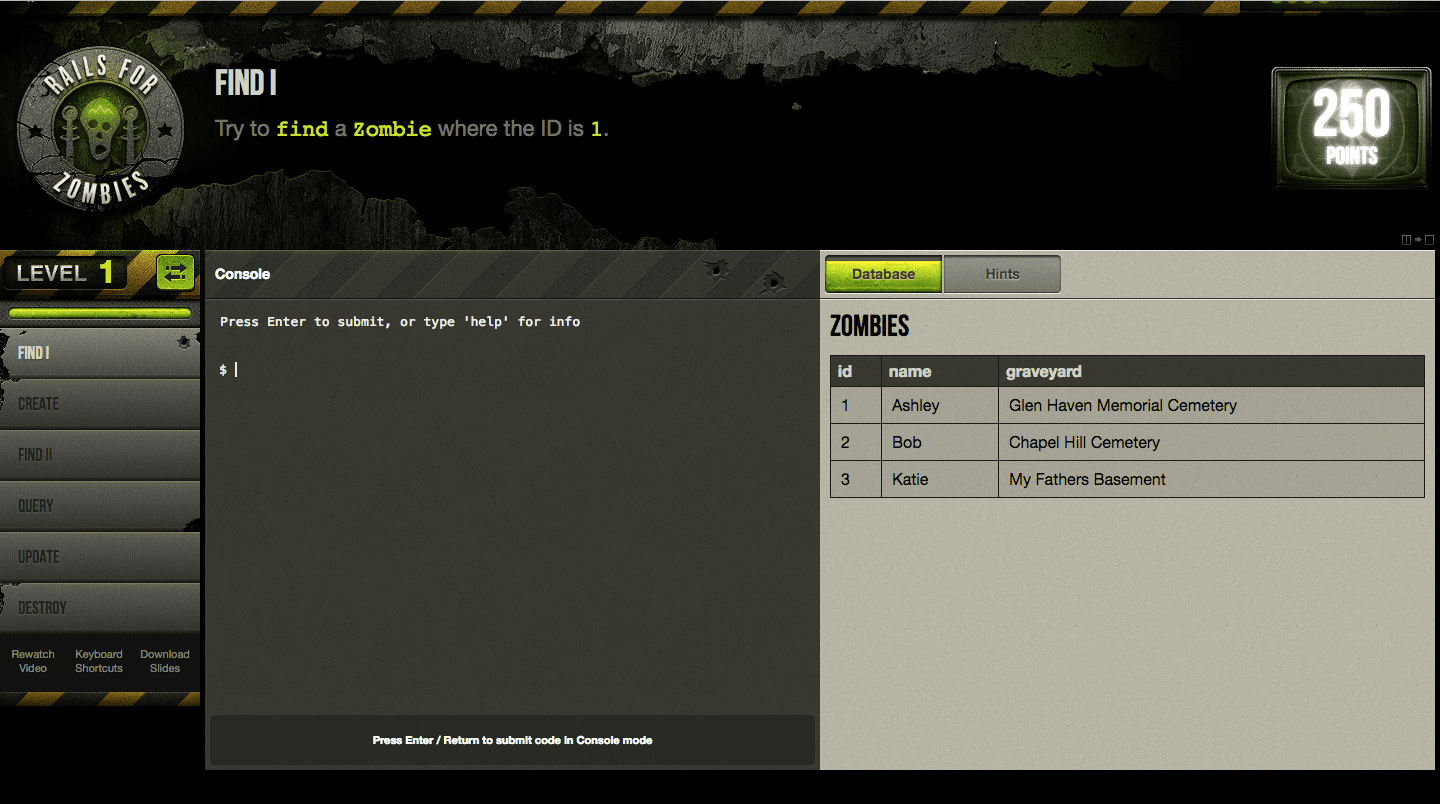 RAILS FOR
ZOMBIES
FIND I
Try to find a Zombie where the ID is 1.
250
POINTS
LEVEL 1
FIND I
CREATE
FIND II
QUERY
UPDATE
DESTROY
Rewatch
Video
Keyboard
Shortcuts
Download
Slides
Console
Press Enter to submit, or type 'help' for info
$
Press Enter / Return to submit code in Console mode
Database
Hints
ZOMBIES
id name graveyard
1 Ashley Glen Haven Memorial Cemetery
2 Bob Chapel Hill Cemetery
3 Katie My Fathers Basement